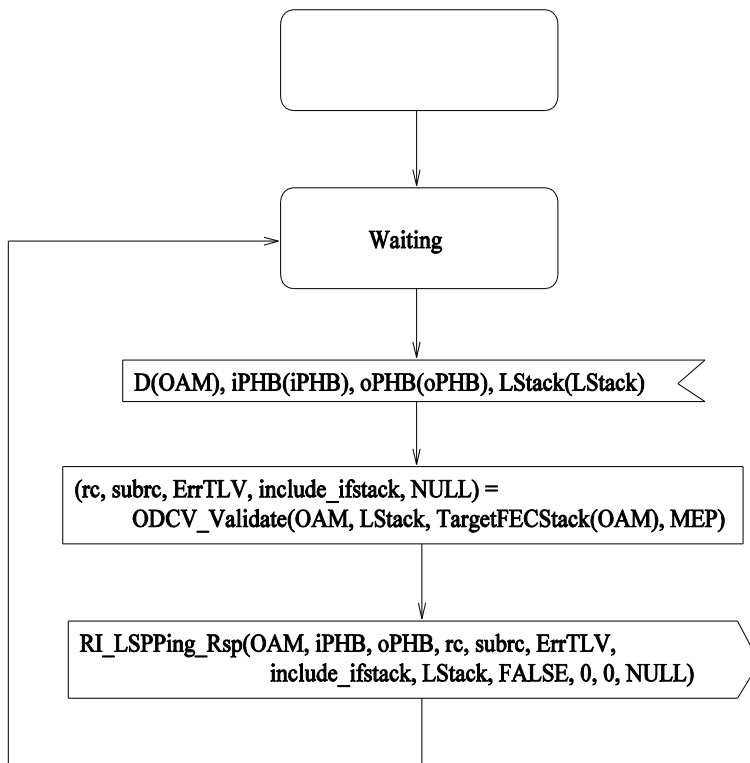 Waiting
D(OAM), iPHB(iPHB), oPHB(oPHB), LStack(LStack)
(rc, subrc, ErrTLV, include_ifstack, NULL) =
ODCV_Validate(OAM, LStack, TargetFECStack(OAM), MEP)
RI_LSPPing_Rsp(OAM, iPHB, oPHB, rc, subrc, ErrTLV,
include_ifstack, LStack, FALSE, 0, 0, NULL)